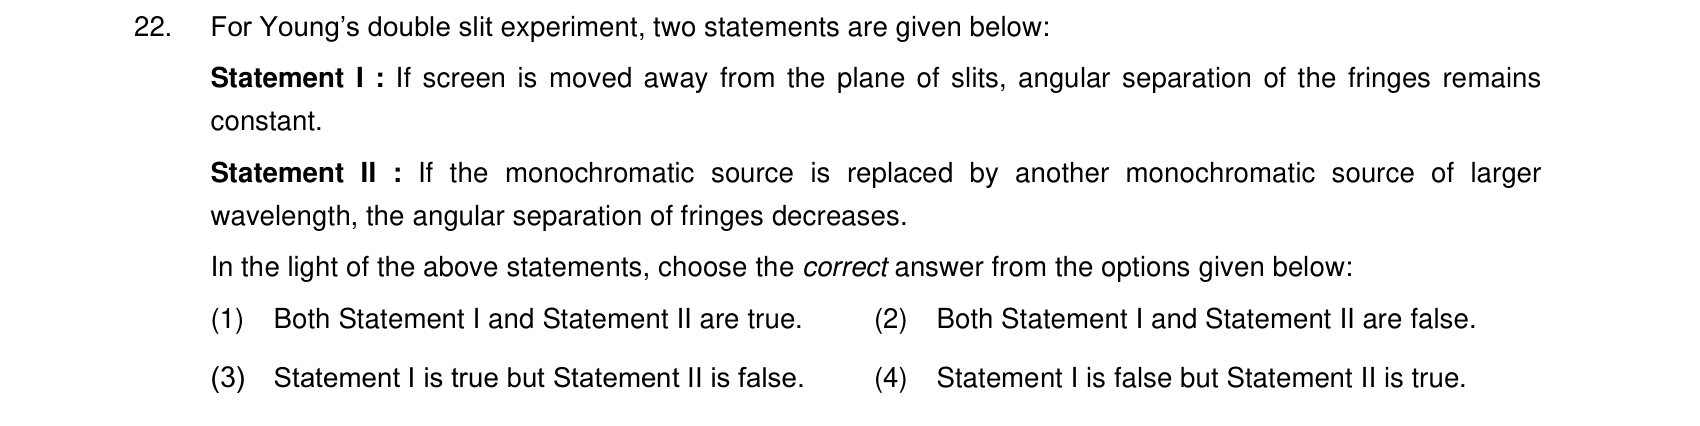 22. For Young's double slit experiment, two statements are given below:
Statement I : If screen is moved away from the plane of slits, angular separation of the fringes remains
constant.
Statement II : If the monochromatic source is replaced by another monochromatic source of larger
wavelength, the angular separation of fringes decreases.
In the light of the above statements, choose the correct answer from the options given below:
(1) Both Statement I and Statement II are true. (2) Both Statement I and Statement II are false.
(3) Statement I is true but Statement II is false. (4) Statement I is false but Statement II is true.